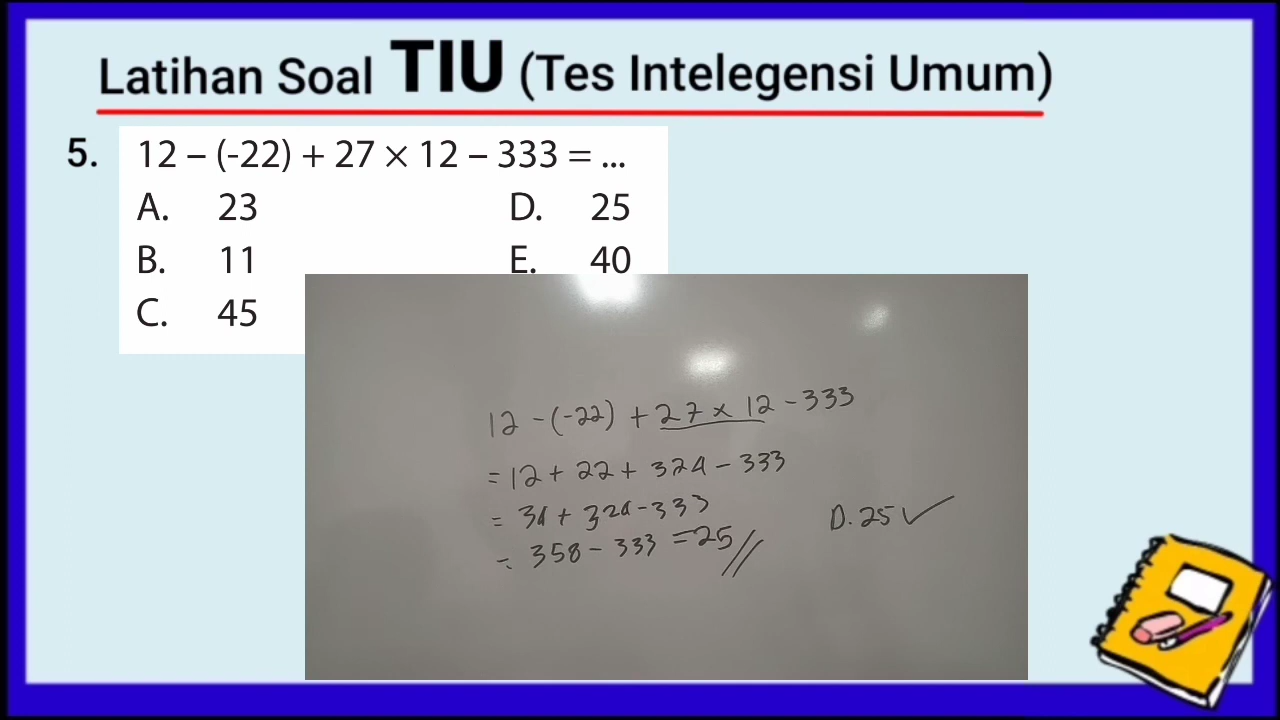 Latihan Soal TIU (Tes Intelegensi Umum)
5. 12 – (-22) + 27 × 12 – 333 = ...
A. 23 D. 25
B. 11 E. 40
C. 45
12 - (-22) + 27 x 12 - 333
= 12 + 22 + 324 - 333
= 34 + 324 - 333
= 358 - 333 = 25 //
D. 25 ✓